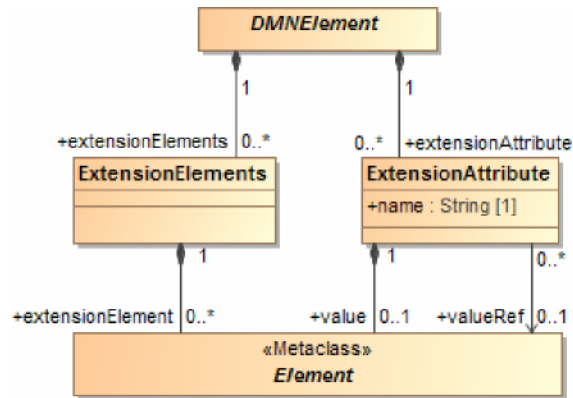 DMNElement
1 1
+extensionElements 0..* 0..* +extensionAttribute
ExtensionElements ExtensionAttribute
+name : String [1]
1 1 0..*
+extensionElement 0..* +value 0..1 +valueRef 0..1
«Metaclass»
Element